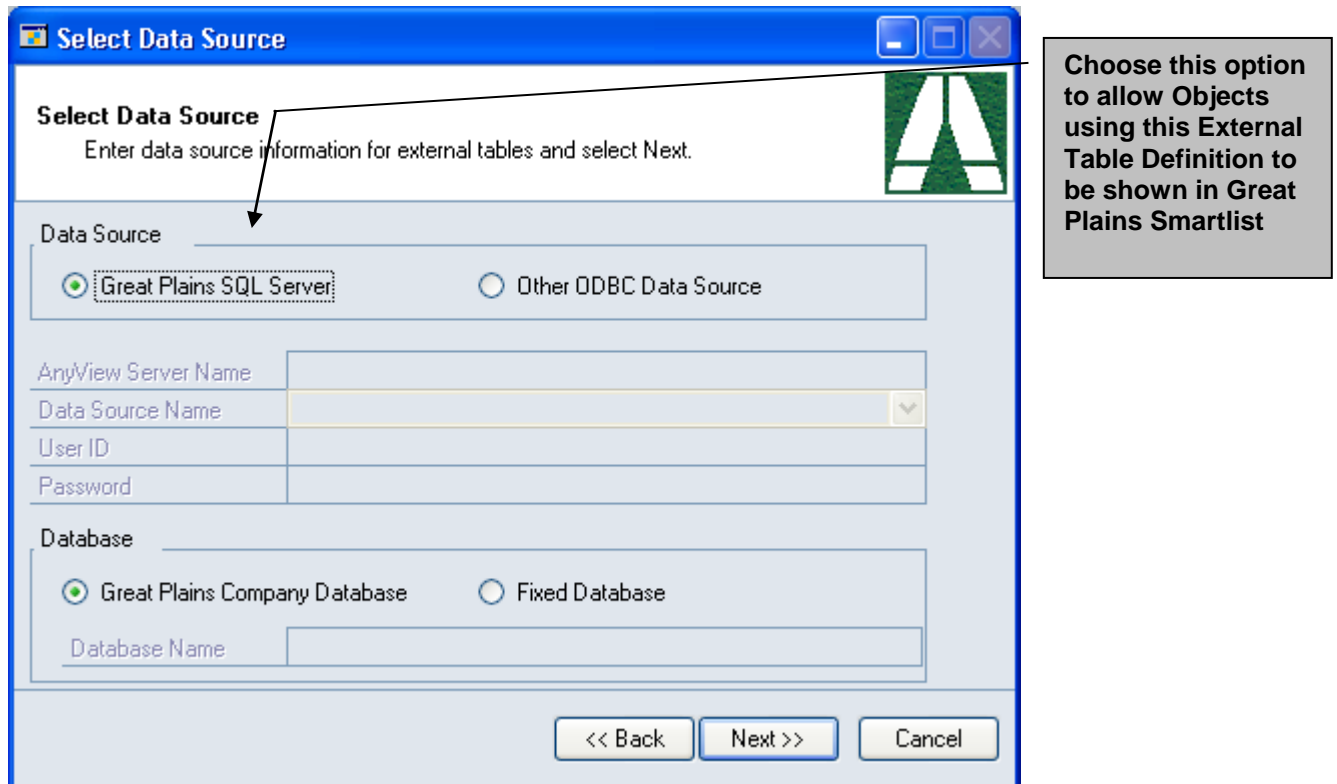 Select Data Source
Select Data Source
Enter data source information for external tables and select Next.
Data Source
Great Plains SQL Server
Other ODBC Data Source
AnyView Server Name
Data Source Name
User ID
Password
Database
Great Plains Company Database
Fixed Database
Database Name
<< Back
Next >>
Cancel
Choose this option
to allow Objects
using this External
Table Definition to
be shown in Great
Plains Smartlist